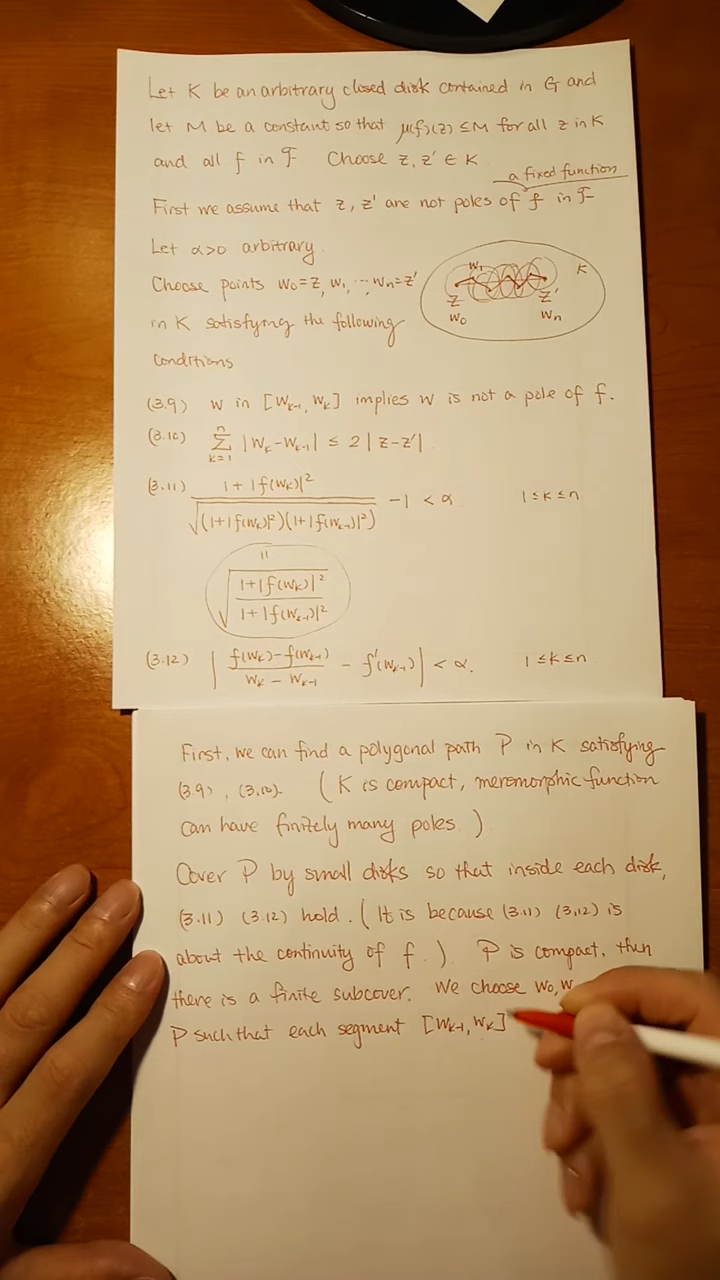 Let K be an arbitrary closed disk contained in G and
let M be a constant so that μ(f)(z) ≤ M for all z in K
and all f in F Choose z, z' ∈ K
a fixed function
First we assume that z, z' are not poles of f in F
Let α>0 arbitrary.
Choose points w₀=z, w₁, ..., wₙ=z'
in K satisfying the following
conditions
w₁ K
z z'
w₀ wₙ
(3.9) w in [wₖ₋₁, wₖ] implies w is not a pole of f.
(3.10) Σₖ₌₁ⁿ |wₖ-wₖ₋₁| ≤ 2|z-z'|
(3.11) (1+|f(wₖ)|²)/√((1+|f(wₖ)|²)(1+|f(wₖ₋₁)|²)) -1 < α 1≤k≤n
=
√((1+|f(wₖ)|²)/(1+|f(wₖ₋₁)|²))
(3.12) |(f(wₖ)-f(wₖ₋₁))/(wₖ-wₖ₋₁) - f'(wₖ₋₁)| < α. 1≤k≤n
First, we can find a polygonal path P in K satisfying
(3.9), (3.10). (K is compact, meromorphic function
can have finitely many poles.)
Cover P by small disks so that inside each disk,
(3.11) (3.12) hold. (It is because (3.11) (3.12) is
about the continuity of f.) P is compact, then
there is a finite subcover. We choose w₀, w
P such that each segment [wₖ₋₁, wₖ]